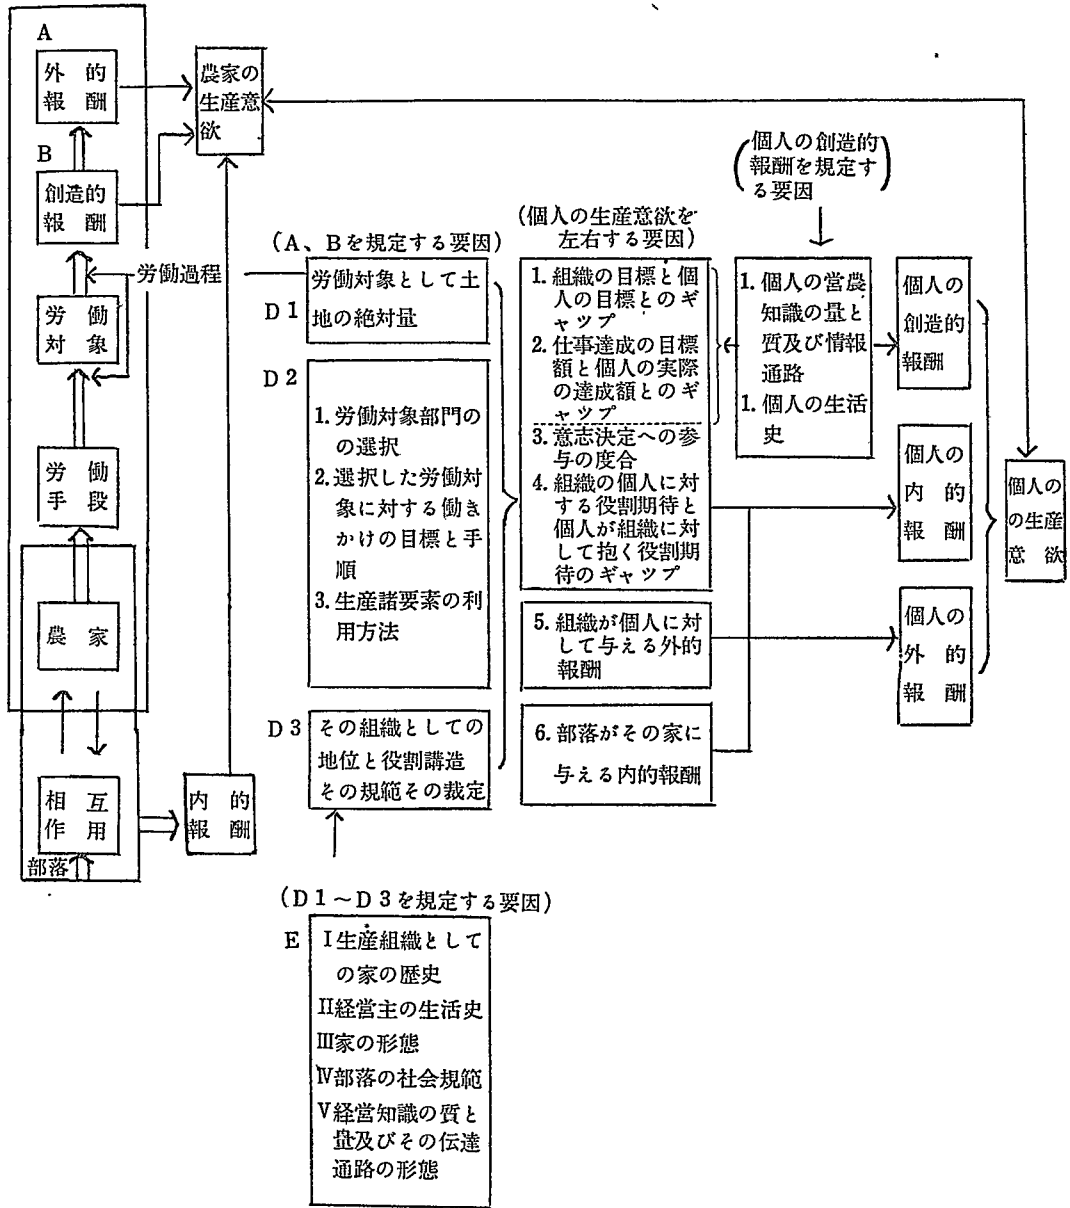 A
外的
報酬
B
創造的
報酬
労働過程
労働
対象
労働
手段
農家
相互
作用
部落
農家の
生産意
欲
内的
報酬
(A、Bを規定する要因)
D1
労働対象として土
地の絶対量
D2
1.労働対象部門の
の選択
2.選択した労働対
象に対する働き
かけの目標と手
順
3.生産諸要素の利
用方法
D3
その組織としての
地位と役割講造
その規範その裁定
(D1～D3を規定する要因)
E
I生産組織として
の家の歴史
II経営主の生活史
III家の形態
IV部落の社会規範
V経営知識の質と
量及びその伝達
通路の形態
(個人の生産意欲を
左右する要因)
1.組織の目標と個
人の目標とのギ
ャツプ
2.仕事達成の目標
額と個人の実際
の達成額とのギ
ャツプ
3.意志決定への参
与の度合
4.組織の個人に対
する役割期待と
個人が組織に対
して抱く役割期
待のギャツプ
5.組織が個人に対
して与える外的
報酬
6.部落がその家に
与える内的報酬
(個人の創造的
報酬を規定す
る要因)
1.個人の営農
知識の量と
質及び情報
通路
1.個人の生活
史
個人の
創造的
報酬
個人の
内的
報酬
個人の
外的
報酬
個人の
の生産
意欲